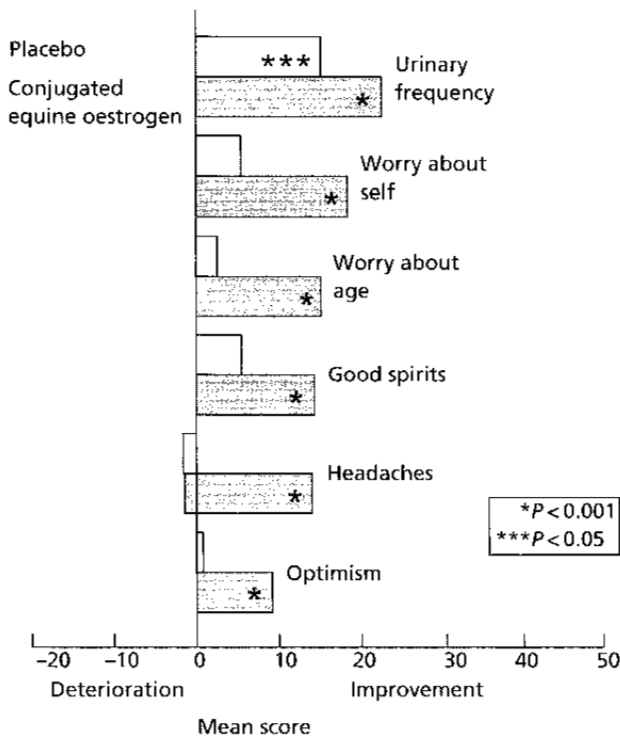 Placebo
Conjugated
equine oestrogen
***
Urinary
frequency
*
Worry about
self
*
Worry about
age
*
Good spirits
*
Headaches
*
*P<0.001
***P<0.05
Optimism
*
−20 −10 0 10 20 30 40 50
Deterioration Improvement
Mean score